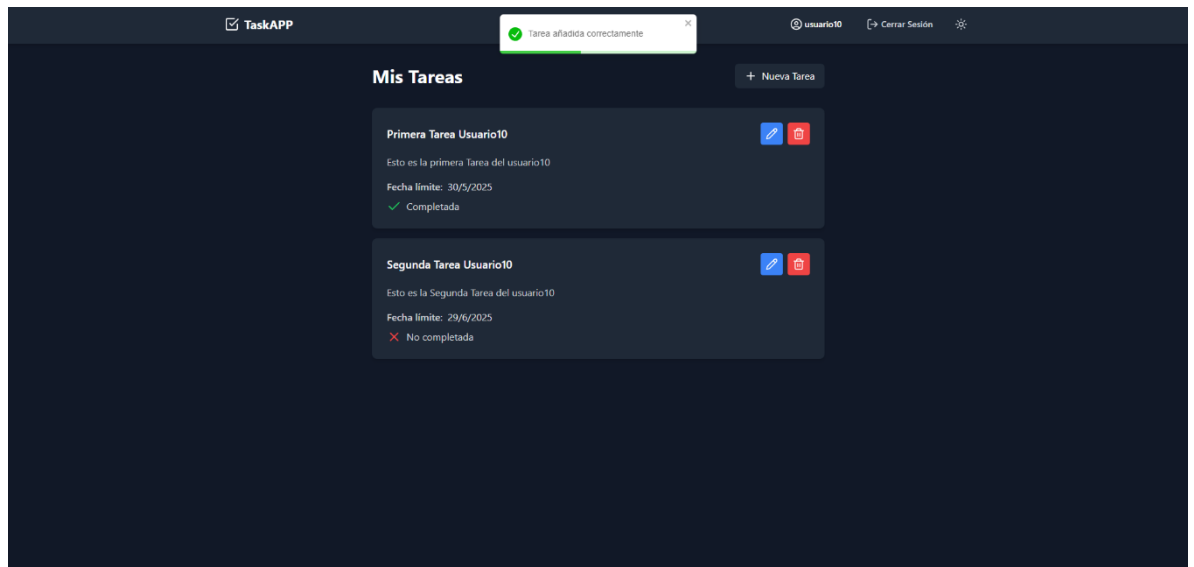 TaskAPP
Tarea añadida correctamente
usuario10
Cerrar Sesión
Mis Tareas
+ Nueva Tarea
Primera Tarea Usuario10
Esto es la primera Tarea del usuario10
Fecha límite: 30/5/2025
Completada
Segunda Tarea Usuario10
Esto es la Segunda Tarea del usuario10
Fecha límite: 29/6/2025
No completada